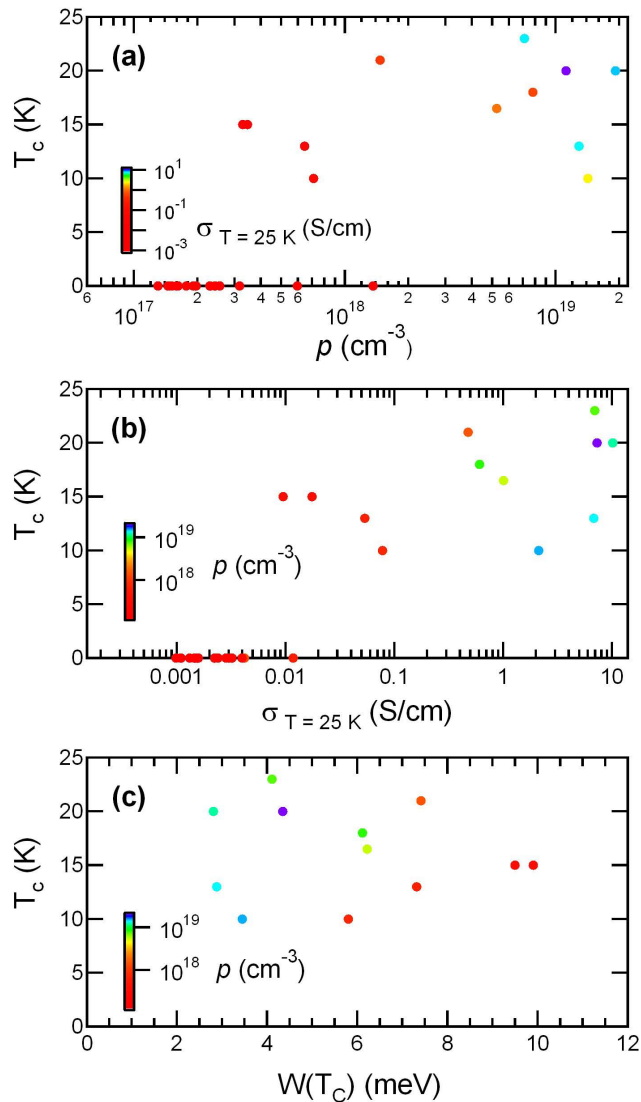 25
20
15
10
5
0
T_c (K)
(a)
10^1
10^-1
10^-3
σ T = 25 K (S/cm)
6 2 3 4 5 6 2 3 4 5 6 2
10^17 10^18 10^19
p (cm^-3)
25
20
15
10
5
0
T_c (K)
(b)
10^19
10^18
p (cm^-3)
0.001 0.01 0.1 1 10
σ T = 25 K (S/cm)
25
20
15
10
5
0
T_c (K)
(c)
10^19
10^18
p (cm^-3)
0 2 4 6 8 10 12
W(T_C) (meV)